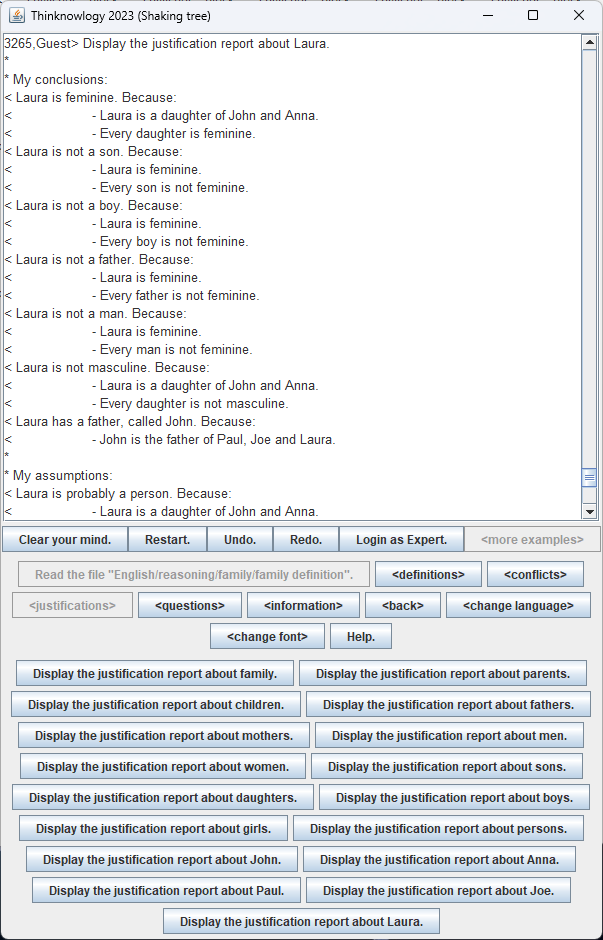 Thinknowlogy 2023 (Shaking tree)
3265,Guest> Display the justification report about Laura.
*
* My conclusions:
< Laura is feminine. Because:
< - Laura is a daughter of John and Anna.
< - Every daughter is feminine.
< Laura is not a son. Because:
< - Laura is feminine.
< - Every son is not feminine.
< Laura is not a boy. Because:
< - Laura is feminine.
< - Every boy is not feminine.
< Laura is not a father. Because:
< - Laura is feminine.
< - Every father is not feminine.
< Laura is not a man. Because:
< - Laura is feminine.
< - Every man is not feminine.
< Laura is not masculine. Because:
< - Laura is a daughter of John and Anna.
< - Every daughter is not masculine.
< Laura has a father, called John. Because:
< - John is the father of Paul, Joe and Laura.
*
* My assumptions:
< Laura is probably a person. Because:
< - Laura is a daughter of John and Anna.
Clear your mind. Restart. Undo. Redo. Login as Expert. <more examples>
Read the file "English/reasoning/family/family definition". <definitions> <conflicts>
<justifications> <questions> <information> <back> <change language>
<change font> Help.
Display the justification report about family. Display the justification report about parents.
Display the justification report about children. Display the justification report about fathers.
Display the justification report about mothers. Display the justification report about men.
Display the justification report about women. Display the justification report about sons.
Display the justification report about daughters. Display the justification report about boys.
Display the justification report about girls. Display the justification report about persons.
Display the justification report about John. Display the justification report about Anna.
Display the justification report about Paul. Display the justification report about Joe.
Display the justification report about Laura.